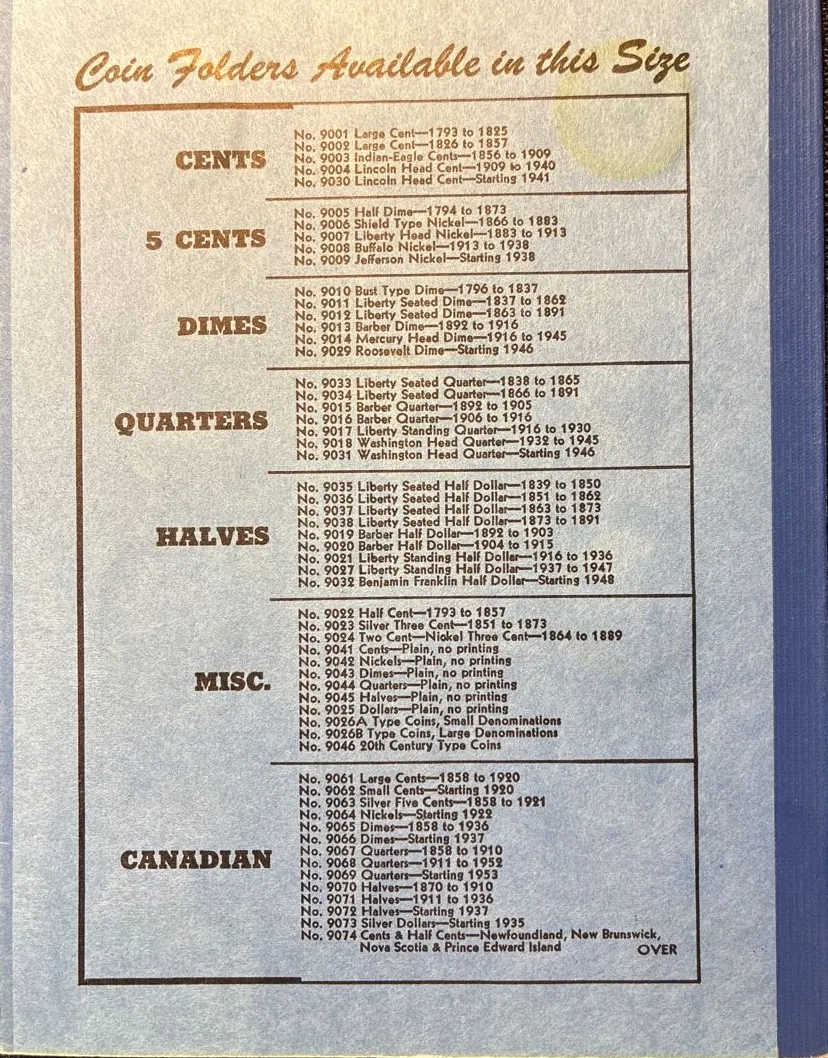 Coin Folders Available in this Size
CENTS
No. 9001 Large Cent—1793 to 1825
No. 9002 Large Cent—1826 to 1857
No. 9003 Indian-Eagle Cents—1856 to 1909
No. 9004 Lincoln Head Cent—1909 to 1940
No. 9030 Lincoln Head Cent—Starting 1941
5 CENTS
No. 9005 Half Dime—1794 to 1873
No. 9006 Shield Type Nickel—1866 to 1883
No. 9007 Liberty Head Nickel—1883 to 1913
No. 9008 Buffalo Nickel—1913 to 1938
No. 9009 Jefferson Nickel—Starting 1938
DIMES
No. 9010 Bust Type Dime—1796 to 1837
No. 9011 Liberty Seated Dime—1837 to 1862
No. 9012 Liberty Seated Dime—1863 to 1891
No. 9013 Barber Dime—1892 to 1916
No. 9014 Mercury Head Dime—1916 to 1945
No. 9029 Roosevelt Dime—Starting 1946
QUARTERS
No. 9033 Liberty Seated Quarter—1838 to 1865
No. 9034 Liberty Seated Quarter—1866 to 1891
No. 9015 Barber Quarter—1892 to 1905
No. 9016 Barber Quarter—1906 to 1916
No. 9017 Liberty Standing Quarter—1916 to 1930
No. 9018 Washington Head Quarter—1932 to 1945
No. 9031 Washington Head Quarter—Starting 1946
HALVES
No. 9035 Liberty Seated Half Dollar—1839 to 1850
No. 9036 Liberty Seated Half Dollar—1851 to 1862
No. 9037 Liberty Seated Half Dollar—1863 to 1873
No. 9038 Liberty Seated Half Dollar—1873 to 1891
No. 9019 Barber Half Dollar—1892 to 1903
No. 9020 Barber Half Dollar—1904 to 1915
No. 9021 Liberty Standing Half Dollar—1916 to 1936
No. 9027 Liberty Standing Half Dollar—1937 to 1947
No. 9032 Benjamin Franklin Half Dollar—Starting 1948
MISC.
No. 9022 Half Cent—1793 to 1857
No. 9023 Silver Three Cent—1851 to 1873
No. 9024 Two Cent—Nickel Three Cent—1864 to 1889
No. 9041 Cents—Plain, no printing
No. 9042 Nickels—Plain, no printing
No. 9043 Dimes—Plain, no printing
No. 9044 Quarters—Plain, no printing
No. 9045 Halves—Plain, no printing
No. 9025 Dollars—Plain, no printing
No. 9026A Type Coins, Small Denominations
No. 9026B Type Coins, Large Denominations
No. 9046 20th Century Type Coins
CANADIAN
No. 9061 Large Cents—1858 to 1920
No. 9062 Small Cents—Starting 1920
No. 9063 Silver Five Cents—1858 to 1921
No. 9064 Nickels—Starting 1922
No. 9065 Dimes—1858 to 1936
No. 9066 Dimes—Starting 1937
No. 9067 Quarters—1858 to 1910
No. 9068 Quarters—1911 to 1952
No. 9069 Quarters—Starting 1953
No. 9070 Halves—1870 to 1910
No. 9071 Halves—1911 to 1936
No. 9072 Halves—Starting 1937
No. 9073 Silver Dollars—Starting 1935
No. 9074 Cents & Half Cents—Newfoundland, New Brunswick,
Nova Scotia & Prince Edward Island
OVER